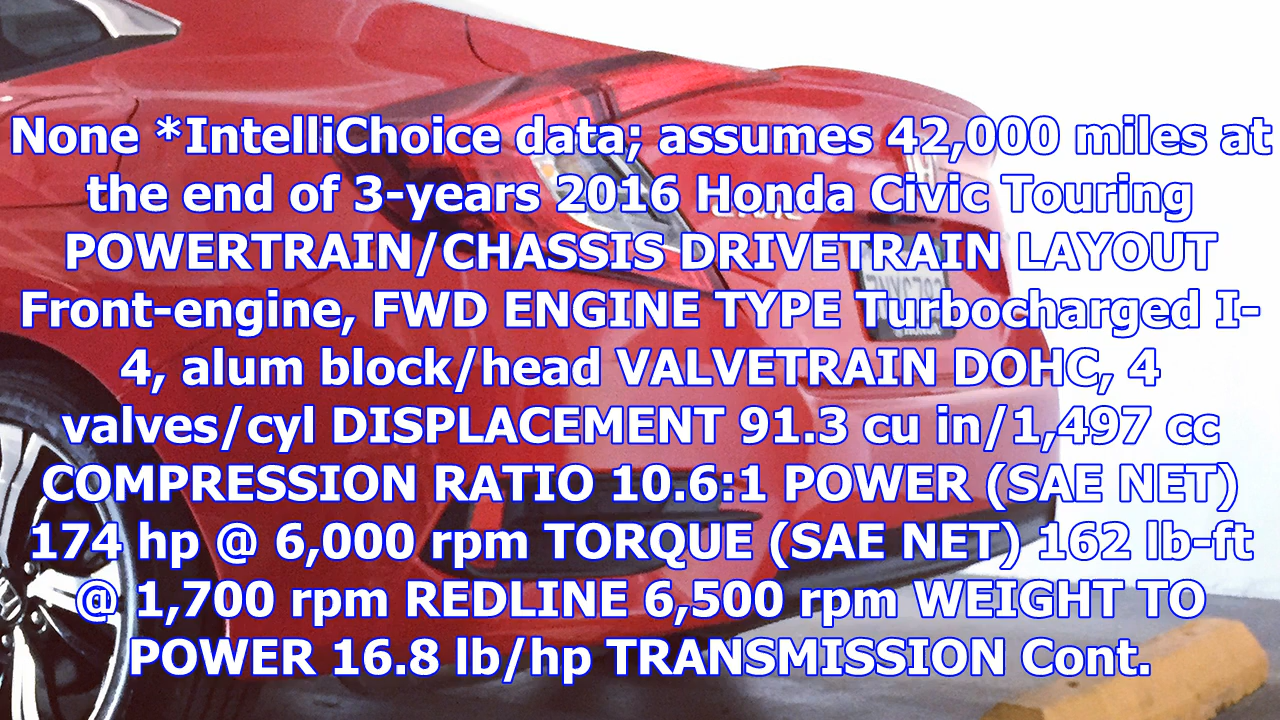 None *IntelliChoice data; assumes 42,000 miles at
the end of 3-years 2016 Honda Civic Touring
POWERTRAIN/CHASSIS DRIVETRAIN LAYOUT
Front-engine, FWD ENGINE TYPE Turbocharged I-
4, alum block/head VALVETRAIN DOHC, 4
valves/cyl DISPLACEMENT 91.3 cu in/1,497 cc
COMPRESSION RATIO 10.6:1 POWER (SAE NET)
174 hp @ 6,000 rpm TORQUE (SAE NET) 162 lb-ft
@ 1,700 rpm REDLINE 6,500 rpm WEIGHT TO
POWER 16.8 lb/hp TRANSMISSION Cont.